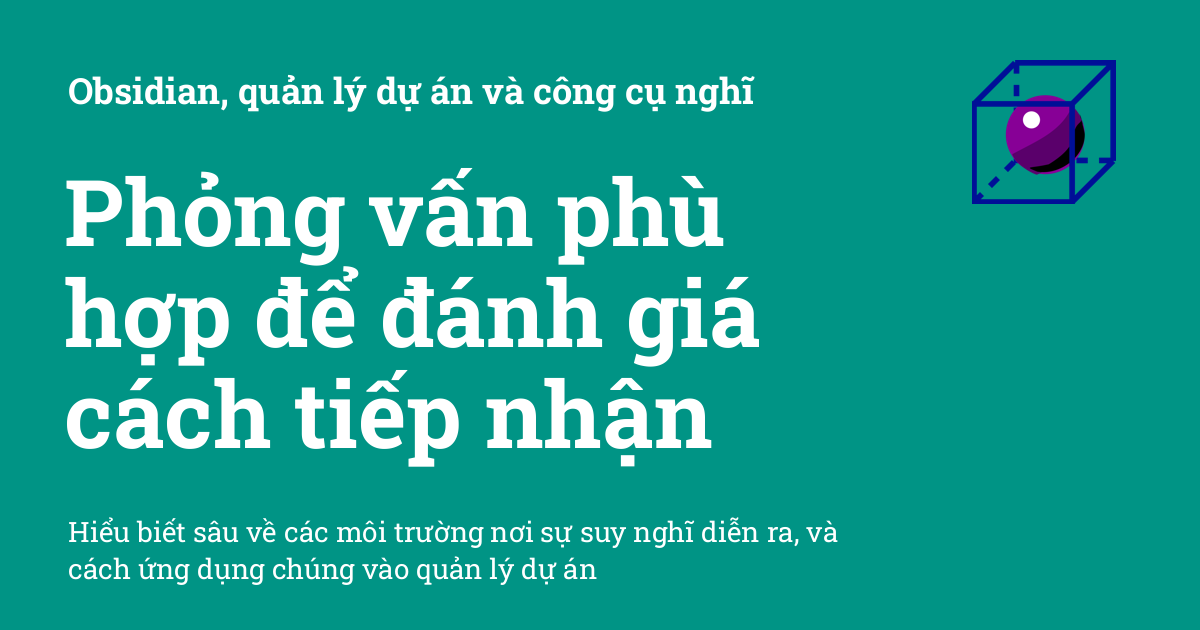 Obsidian, quản lý dự án và công cụ nghĩ
Phỏng vấn phù
hợp để đánh giá
cách tiếp nhận
Hiểu biết sâu về các môi trường nơi sự suy nghĩ diễn ra, và
cách ứng dụng chúng vào quản lý dự án